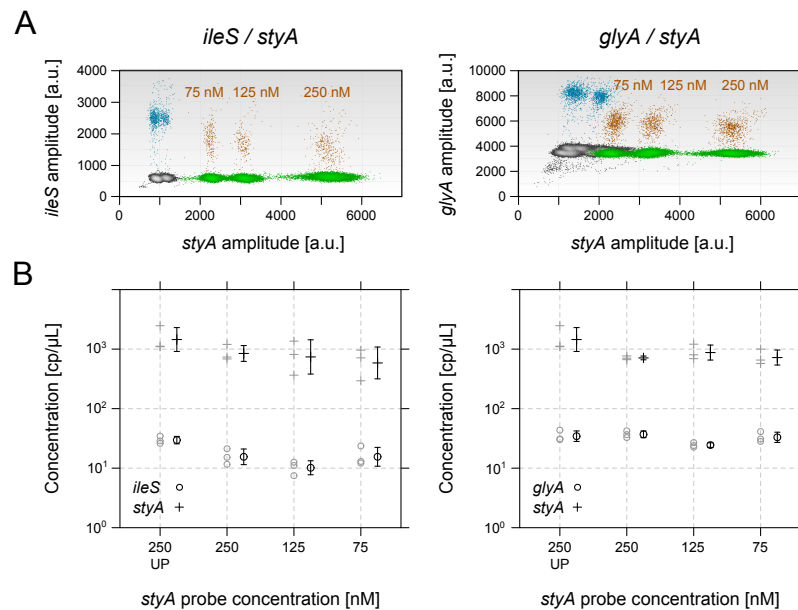 A
ileS / styA
glyA / styA
ileS amplitude [a.u.]
4000
3000
2000
1000
0
75 nM
125 nM
250 nM
0
2000
4000
6000
styA amplitude [a.u.]
glyA amplitude [a.u.]
10000
8000
6000
4000
2000
0
75 nM
125 nM
250 nM
0
2000
4000
6000
styA amplitude [a.u.]
B
Concentration [cp/µL]
10³
10²
10¹
10⁰
ileS
styA
250
UP
250
125
75
styA probe concentration [nM]
Concentration [cp/µL]
10³
10²
10¹
10⁰
glyA
styA
250
UP
250
125
75
styA probe concentration [nM]